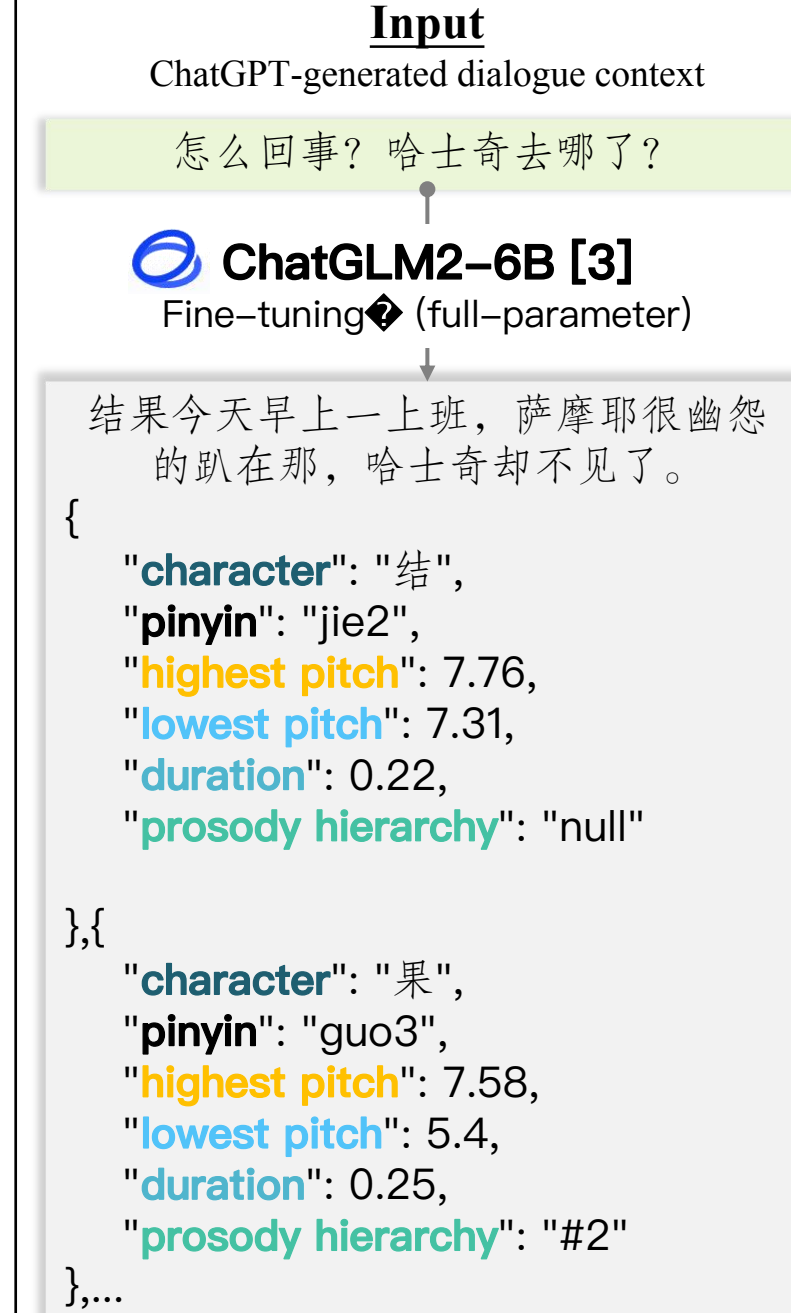 Input
ChatGPT-generated dialogue context
怎么回事？哈士奇去哪了？
ChatGLM2-6B [3]
Fine-tuning� (full-parameter)
结果今天早上一上班，萨摩耶很幽怨
的趴在那，哈士奇却不见了。
{
"character": "结",
"pinyin": "jie2",
"highest pitch": 7.76,
"lowest pitch": 7.31,
"duration": 0.22,
"prosody hierarchy": "null"
},{
"character": "果",
"pinyin": "guo3",
"highest pitch": 7.58,
"lowest pitch": 5.4,
"duration": 0.25,
"prosody hierarchy": "#2"
},...